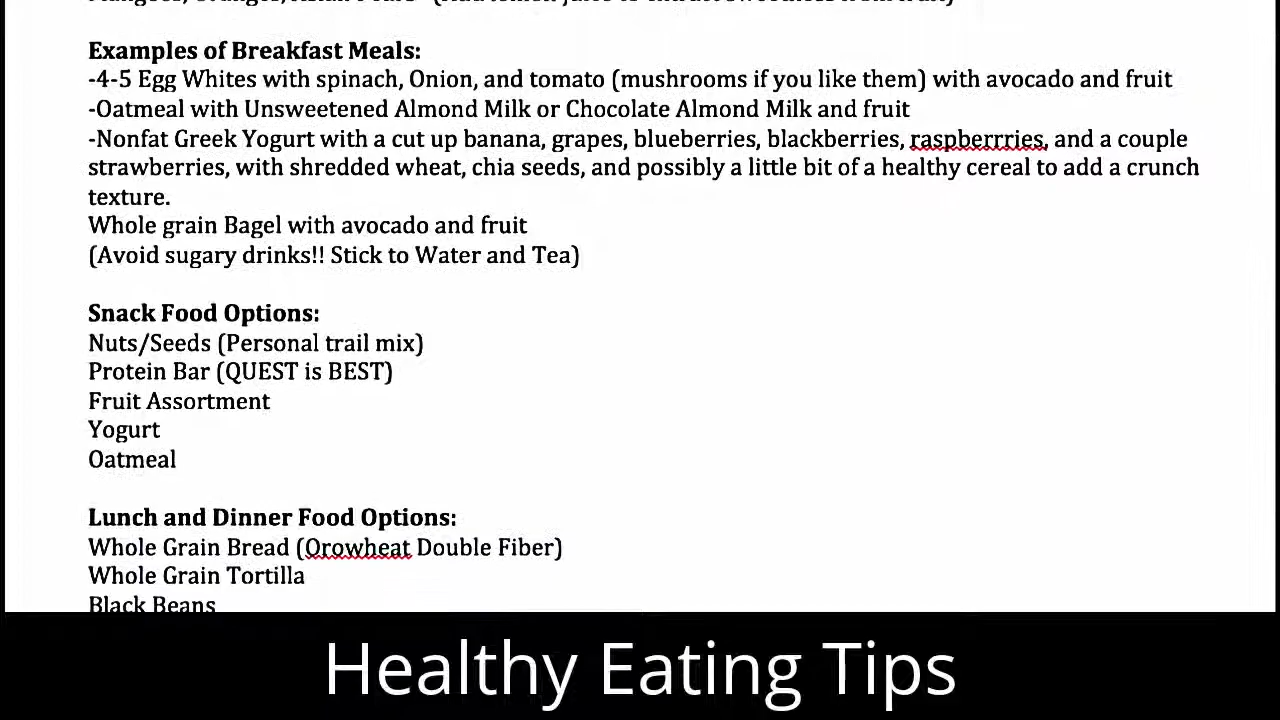 Examples of Breakfast Meals:
-4-5 Egg Whites with spinach, Onion, and tomato (mushrooms if you like them) with avocado and fruit
-Oatmeal with Unsweetened Almond Milk or Chocolate Almond Milk and fruit
-Nonfat Greek Yogurt with a cut up banana, grapes, blueberries, blackberries, raspberrries, and a couple
strawberries, with shredded wheat, chia seeds, and possibly a little bit of a healthy cereal to add a crunch
texture.
Whole grain Bagel with avocado and fruit
(Avoid sugary drinks!! Stick to Water and Tea)
Snack Food Options:
Nuts/Seeds (Personal trail mix)
Protein Bar (QUEST is BEST)
Fruit Assortment
Yogurt
Oatmeal
Lunch and Dinner Food Options:
Whole Grain Bread (Orowheat Double Fiber)
Whole Grain Tortilla
Black Beans
Healthy Eating Tips